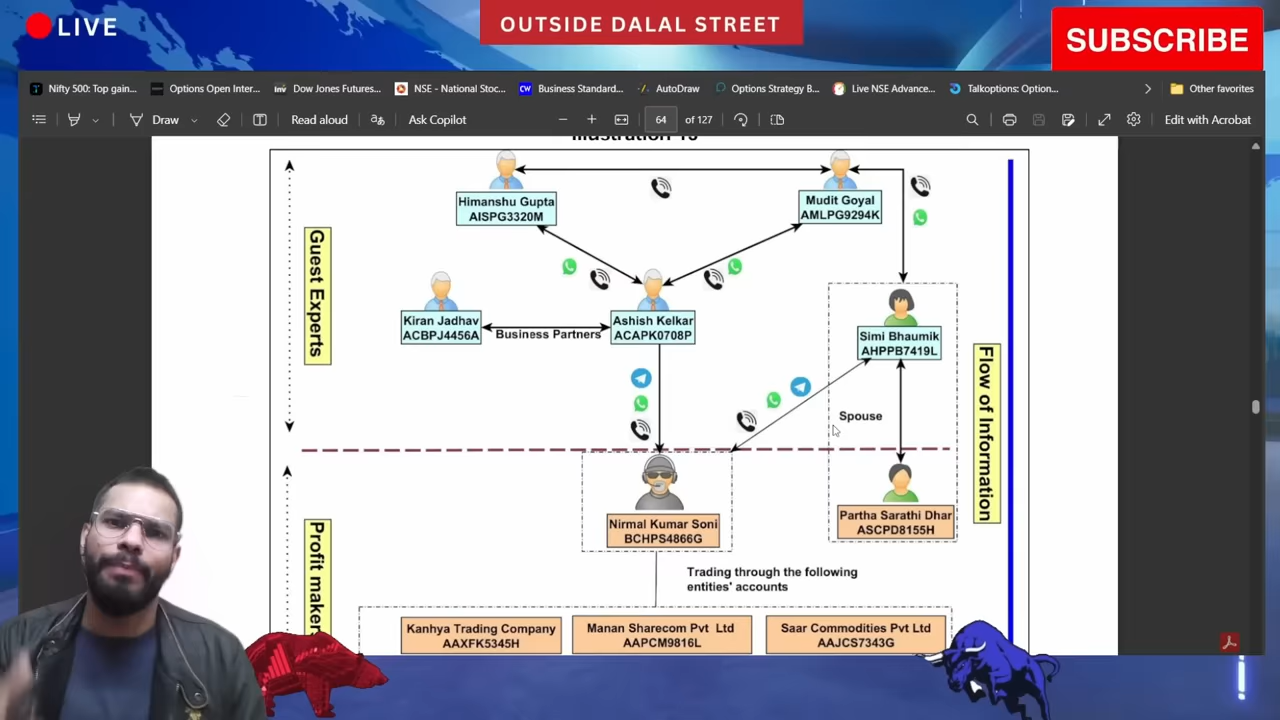 LIVE
OUTSIDE DALAL STREET
SUBSCRIBE
Nifty 500: Top gain...
Options Open Inter...
Dow Jones Futures...
NSE - National Stoc...
Business Standard...
AutoDraw
Options Strategy B...
Live NSE Advance...
Talkoptions: Option...
Other favorites
Draw
Read aloud
Ask Copilot
64
of 127
Edit with Acrobat
Himanshu Gupta
AISPG3320M
Mudit Goyal
AMLPG9294K
Guest Experts
Kiran Jadhav
ACBPJ4456A
Business Partners
Ashish Kelkar
ACAPK0708P
Simi Bhaumik
AHPPB7419L
Flow of Information
Spouse
Nirmal Kumar Soni
BCHPS4866G
Partha Sarathi Dhar
ASCPD8155H
Profit maker
Trading through the following
entities' accounts
Kanhya Trading Company
AAXFK5345H
Manan Sharecom Pvt Ltd
AAPCM9816L
Saar Commodities Pvt Ltd
AAJCS7343G